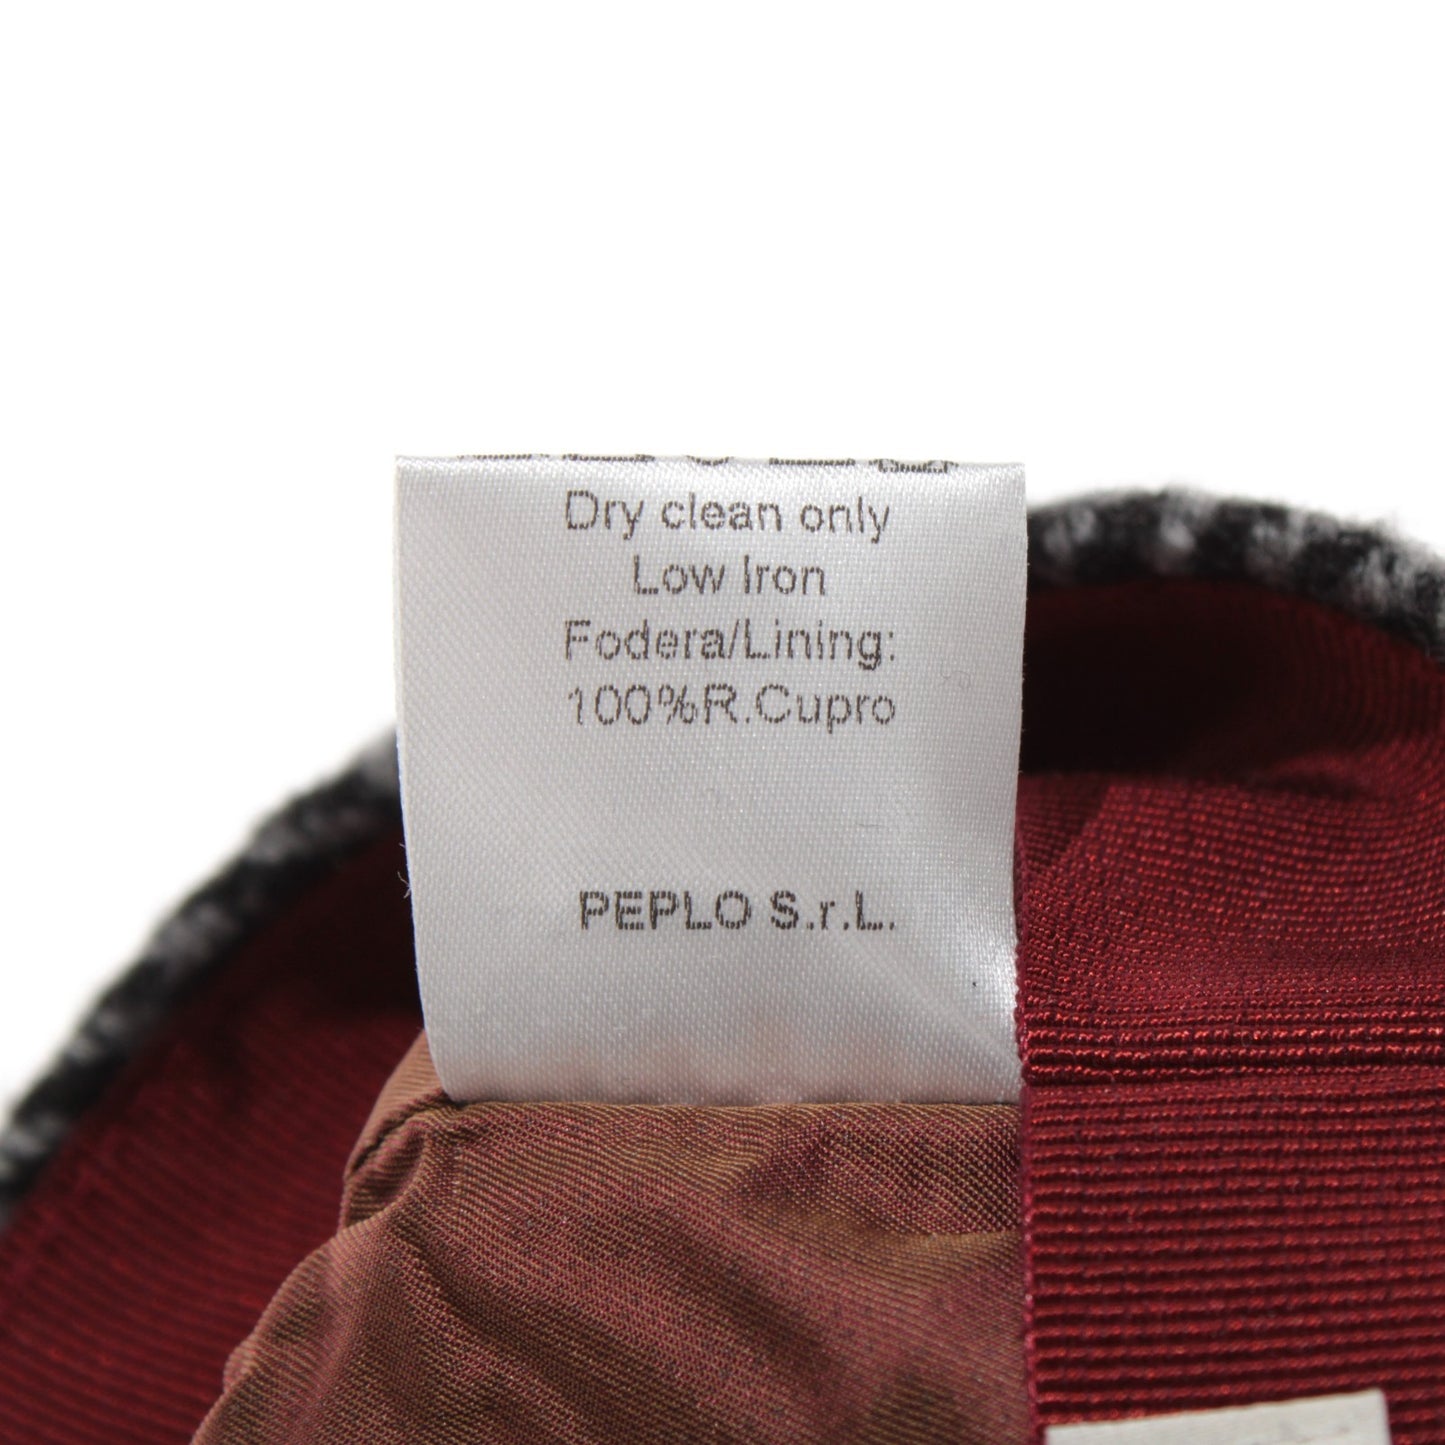 Dry clean only
Low Iron
Fodera/Lining:
100%R.Cupro
PEPLO S.r.L.